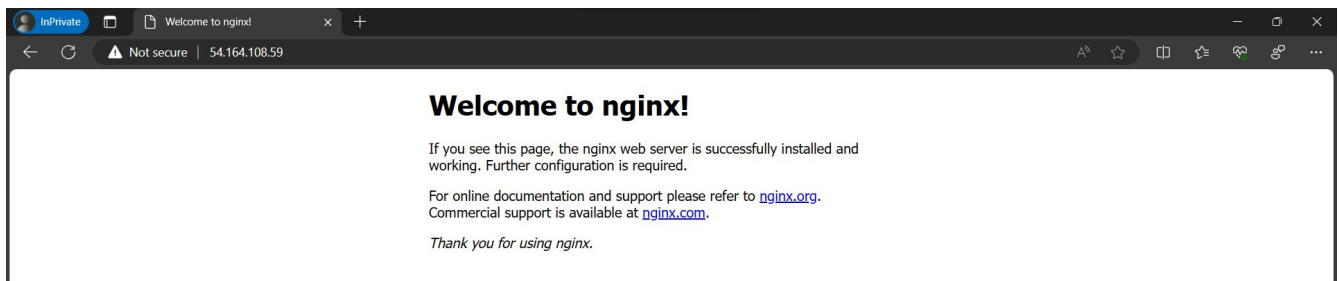 InPrivate
Welcome to nginx!
Not secure | 54.164.108.59
Welcome to nginx!
If you see this page, the nginx web server is successfully installed and
working. Further configuration is required.
For online documentation and support please refer to nginx.org.
Commercial support is available at nginx.com.
Thank you for using nginx.